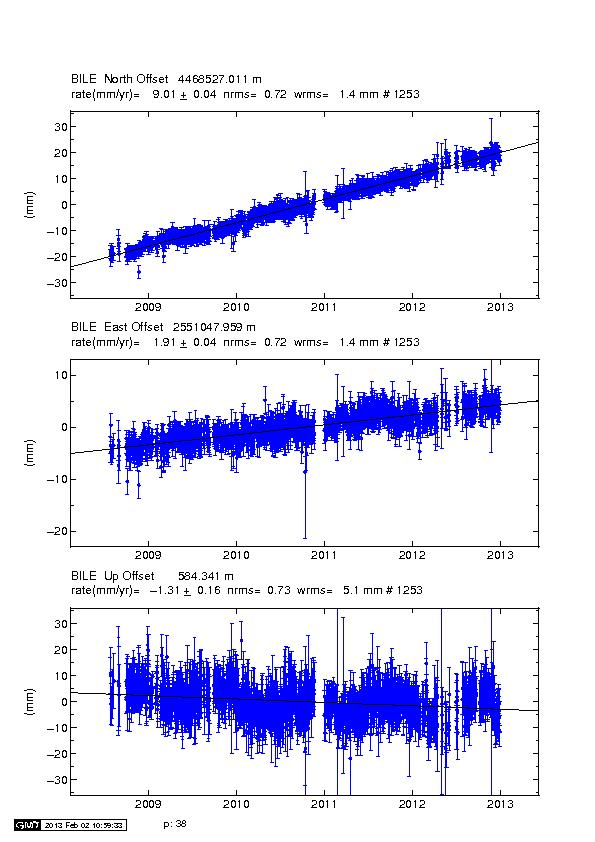 BILE North Offset 4468527.011 m
rate(mm/yr)= 9.01 ± 0.04 nrms= 0.72 wrms= 1.4 mm # 1253
30
20
10
0
−10
−20
−30
(mm)
2009 2010 2011 2012 2013
BILE East Offset 2551047.959 m
rate(mm/yr)= 1.91 ± 0.04 nrms= 0.72 wrms= 1.4 mm # 1253
10
0
−10
−20
(mm)
2009 2010 2011 2012 2013
BILE Up Offset 584.341 m
rate(mm/yr)= −1.31 ± 0.16 nrms= 0.73 wrms= 5.1 mm # 1253
30
20
10
0
−10
−20
−30
(mm)
2009 2010 2011 2012 2013
GMT 2013 Feb 02 10:59:33 p: 38